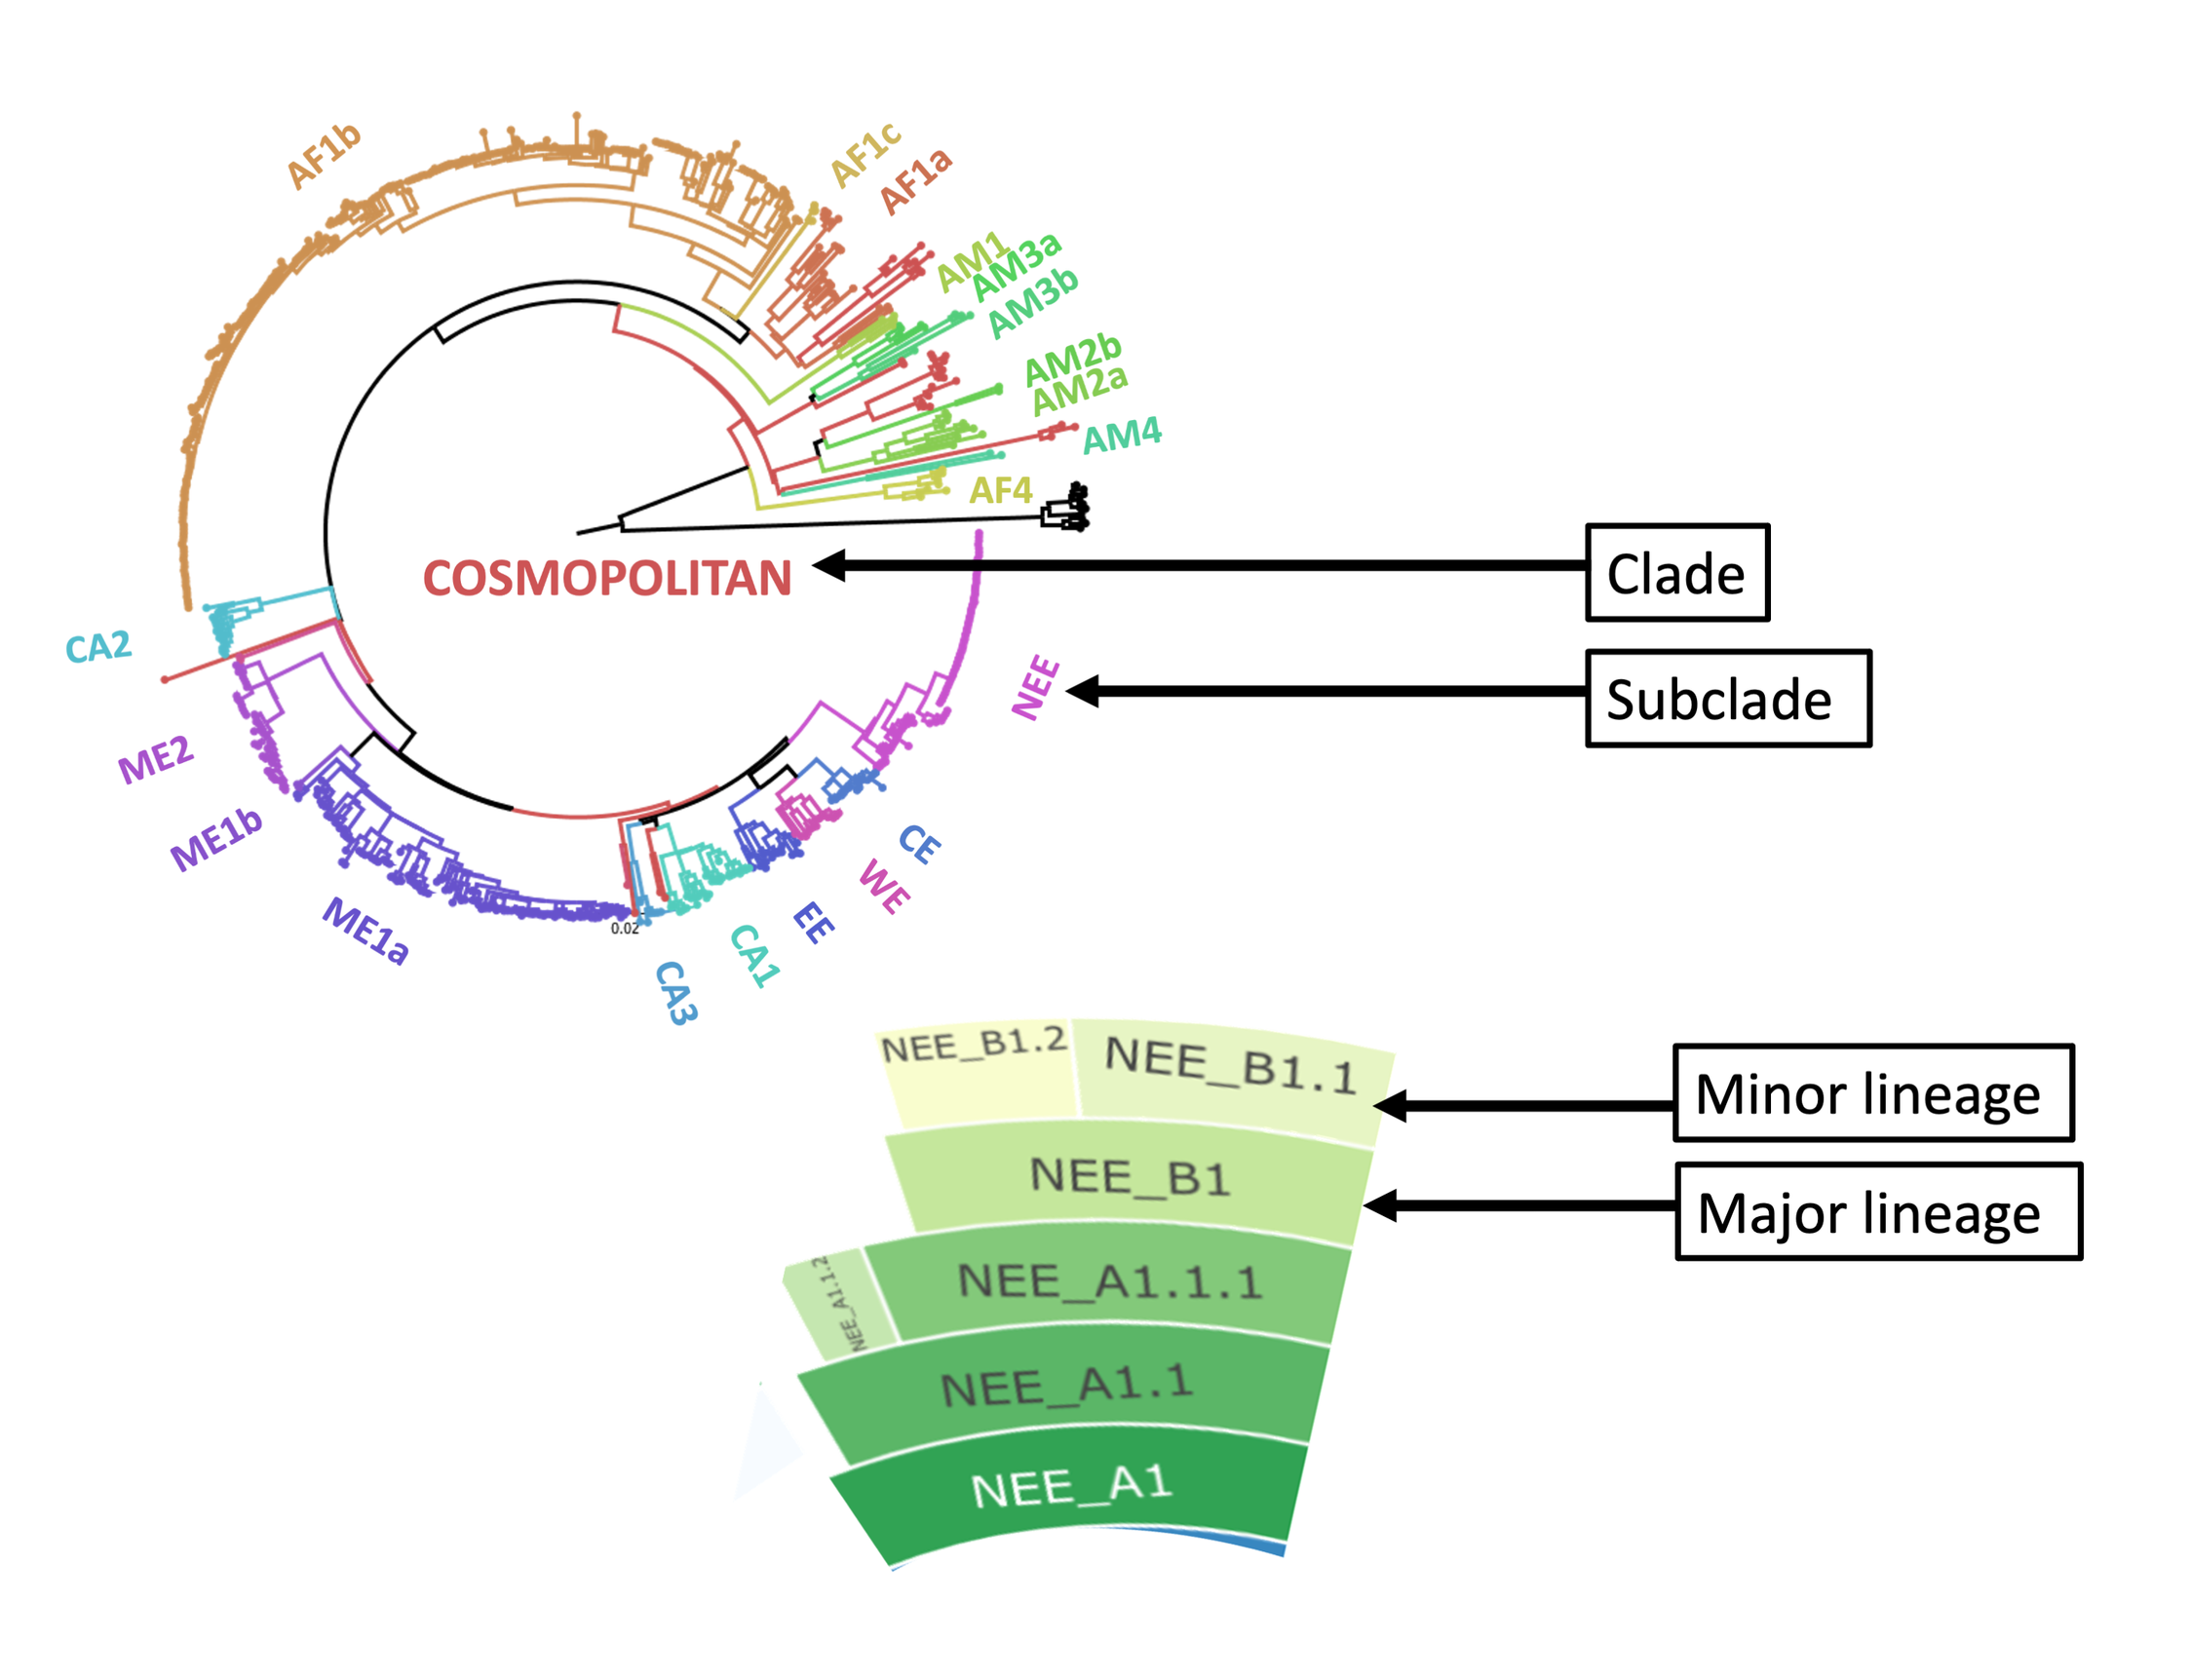 AF1b
AF1c
AF1a
AM1
AM3a
AM3b
AM2b
AM2a
AM4
AF4
COSMOPOLITAN
Clade
CA2
NEE
Subclade
ME2
ME1b
CE
WE
ME1a
EE
0.02
CA1
CA3
NEE_B1.2
NEE_B1.1
Minor lineage
NEE_B1
Major lineage
NEE_A1.1.2
NEE_A1.1.1
NEE_A1.1
NEE_A1